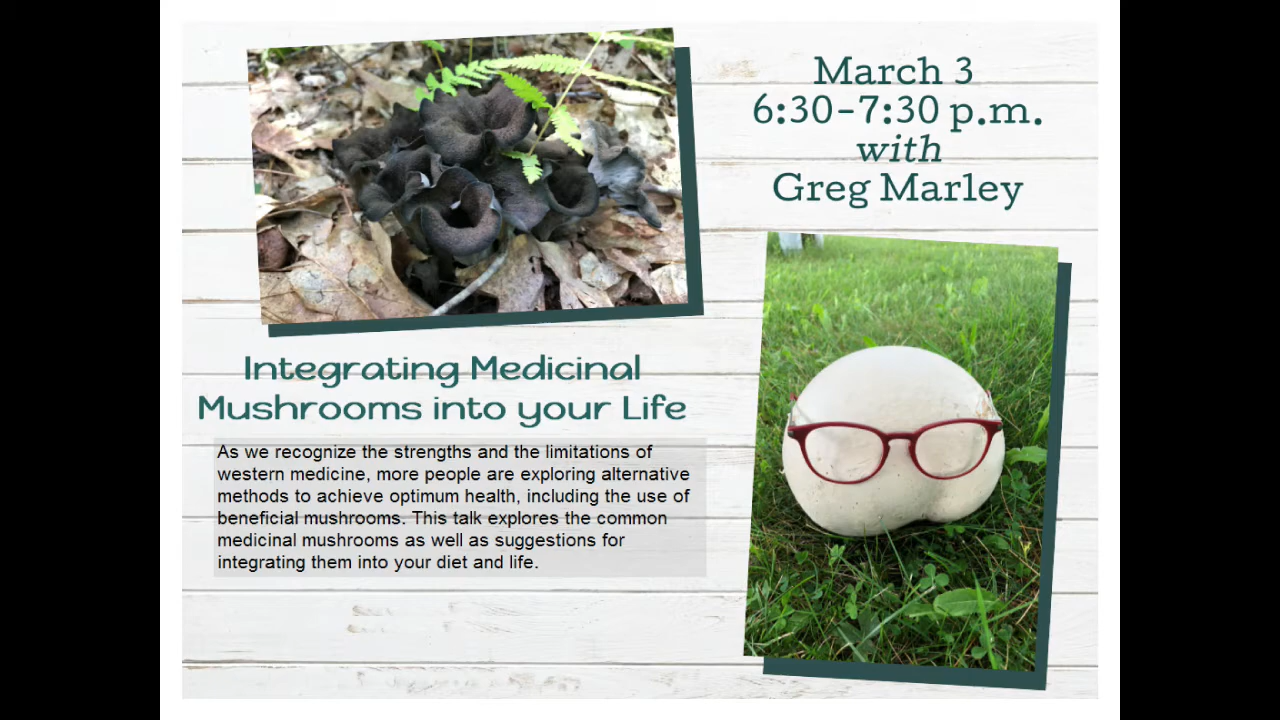 March 3
6:30-7:30 p.m.
with
Greg Marley
Integrating Medicinal
Mushrooms into your Life
As we recognize the strengths and the limitations of
western medicine, more people are exploring alternative
methods to achieve optimum health, including the use of
beneficial mushrooms. This talk explores the common
medicinal mushrooms as well as suggestions for
integrating them into your diet and life.